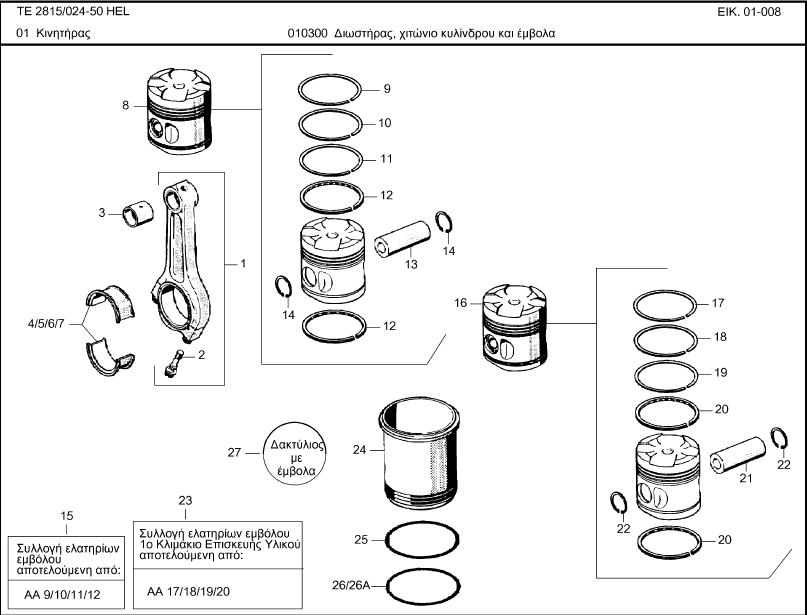 TE 2815/024-50 HEL
ΕΙΚ. 01-008
01 Κινητήρας
010300 Διωστήρας, χιτώνιο κυλίνδρου και έμβολα
8
9
10
11
12
3
1
13
14
14
12
4/5/6/7
2
16
17
18
19
20
21
22
22
20
27
Δακτύλιος
με
έμβολα
24
25
26/26A
15
Συλλογή ελατηρίων
εμβόλου
αποτελούμενη από:
ΑΑ 9/10/11/12
23
Συλλογή ελατηρίων εμβόλου
1ο Κλιμάκιο Επισκευής Υλικού
αποτελούμενη από:
ΑΑ 17/18/19/20